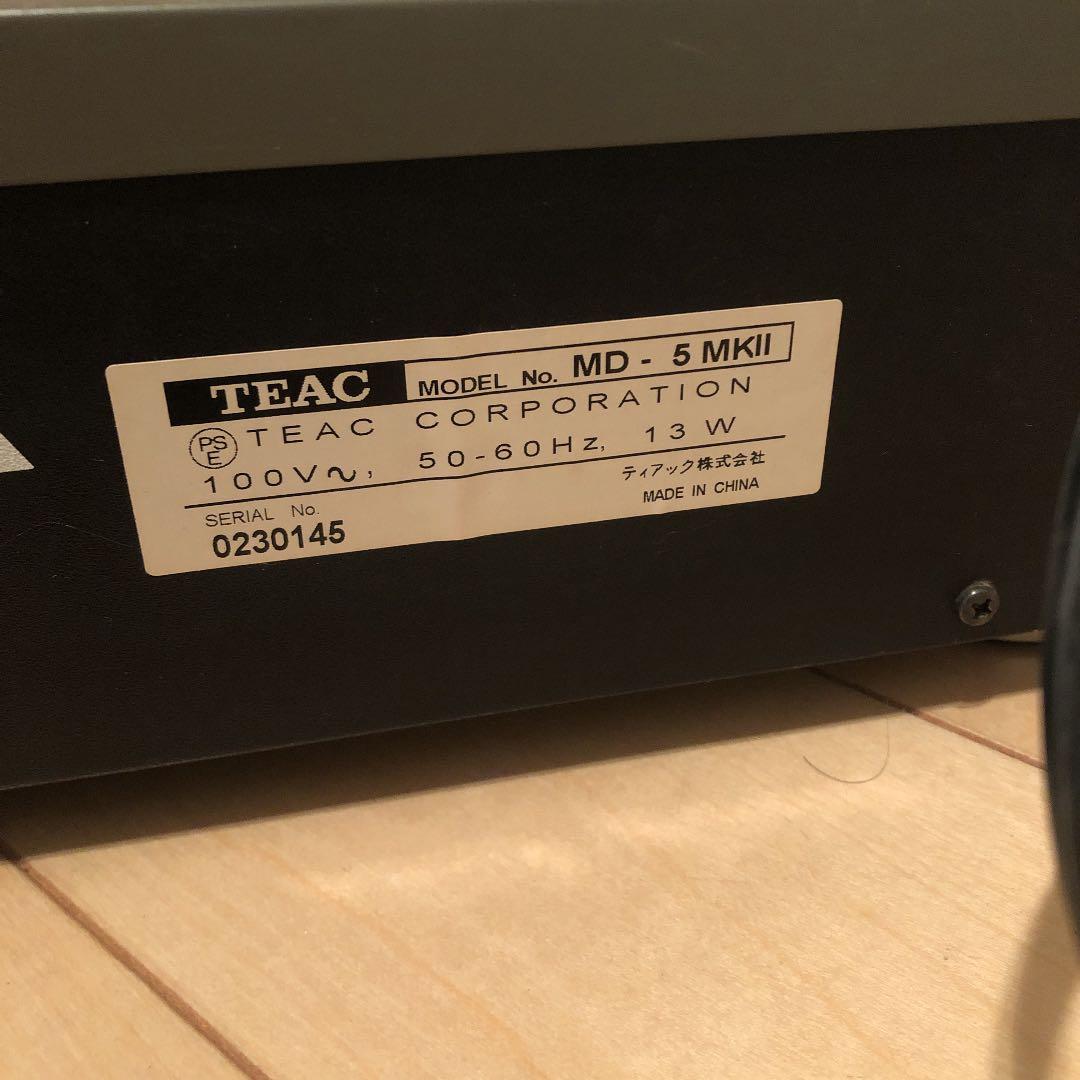 TEAC MODEL No. MD - 5 MKII
PSE TEAC CORPORATION
100V∿, 50-60Hz, 13 W
SERIAL No.
0230145
ティアック株式会社
MADE IN CHINA